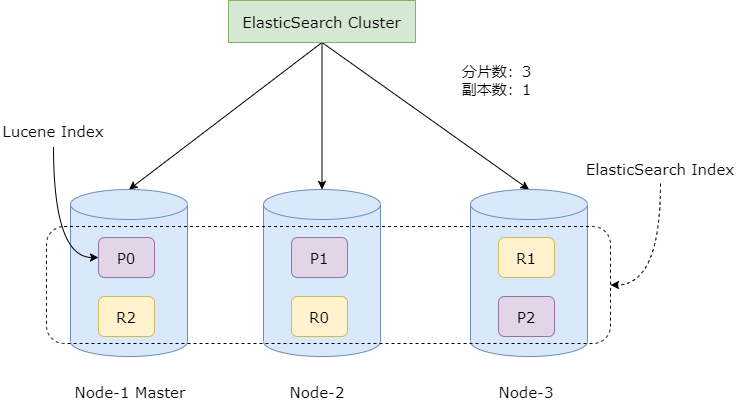 ElasticSearch Cluster
分片数：3
副本数：1
Lucene Index
ElasticSearch Index
P0
P1
R1
R2
R0
P2
Node-1 Master
Node-2
Node-3